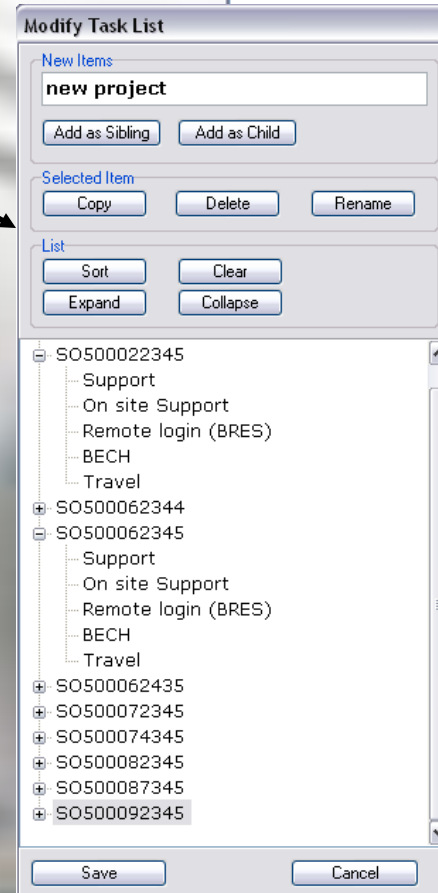 Modify Task List
New Items
new project
Add as Sibling Add as Child
Selected Item
Copy Delete Rename
List
Sort Clear
Expand Collapse
SO500022345
Support
On site Support
Remote login (BRES)
BECH
Travel
SO500062344
SO500062345
Support
On site Support
Remote login (BRES)
BECH
Travel
SO500062435
SO500072345
SO500074345
SO500082345
SO500087345
SO500092345
Save Cancel